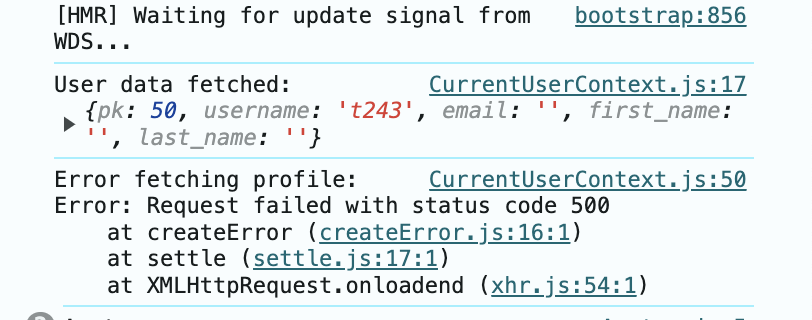 [HMR] Waiting for update signal from bootstrap:856
WDS...
User data fetched: CurrentUserContext.js:17
{pk: 50, username: 't243', email: '', first_name:
'', last_name: ''}
Error fetching profile: CurrentUserContext.js:50
Error: Request failed with status code 500
at createError (createError.js:16:1)
at settle (settle.js:17:1)
at XMLHttpRequest.onloadend (xhr.js:54:1)